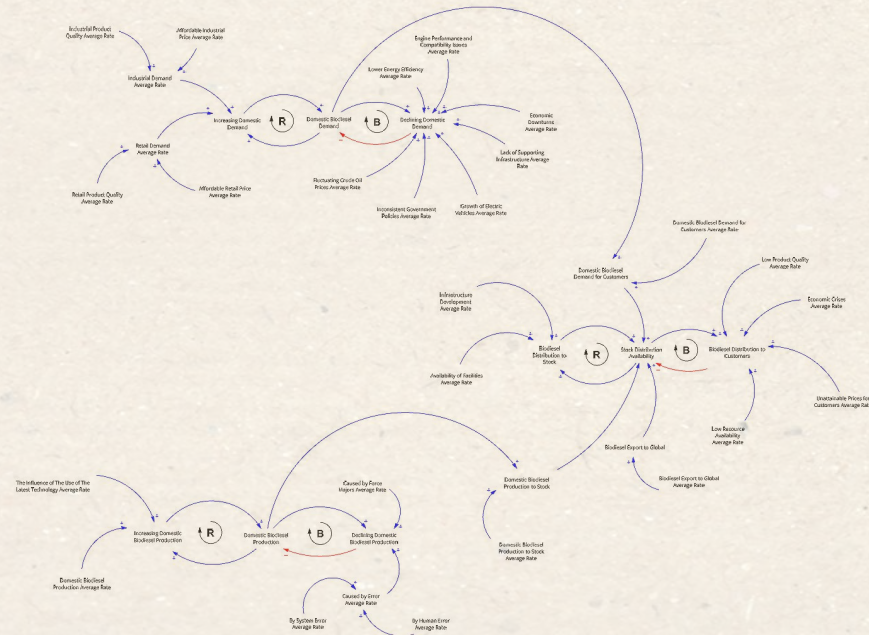 Industrial Product
Quality Average Rate
Affordable Industrial
Price Average Rate
Industrial Demand
Average Rate
Increasing Domestic
Demand
R
Domestic Biodiesel
Demand
B
Declining Domestic
Demand
Lower Energy Efficiency
Average Rate
Engine Performance and
Compatibility Issues
Average Rate
Economic
Downturns
Average Rate
Lack of Supporting
Infrastructure Average
Rate
Retail Demand
Average Rate
Retail Product Quality
Average Rate
Affordable Retail Price
Average Rate
Fluctuating Crude Oil
Prices Average Rate
Inconsistent Government
Policies Average Rate
Growth of Electric
Vehicles Average Rate
Domestic Biodiesel Demand for
Customers Average Rate
Domestic Biodiesel
Demand for Customers
Low Product Quality
Average Rate
Economic Crises
Average Rate
Infrastructure
Development
Average Rate
Biodiesel
Distribution to
Stock
R
Stock Distribution
Availability
B
Biodiesel Distribution to
Customers
Availability of Facilities
Average Rate
Unattainable Prices for
Customers Average Rate
Low Resource
Availability
Average Rate
Biodiesel Export to Global
Biodiesel Export to Global
Average Rate
Domestic Biodiesel
Production to Stock
Domestic Biodiesel
Production to Stock
Average Rate
The Influence of The Use of The
Latest Technology Average Rate
Caused by Force
Majors Average Rate
Increasing Domestic
Biodiesel Production
R
Domestic Biodiesel
Production
B
Declining Domestic
Biodiesel Production
Domestic Biodiesel
Production Average Rate
Caused by Error
Average Rate
By System Error
Average Rate
By Human Error
Average Rate